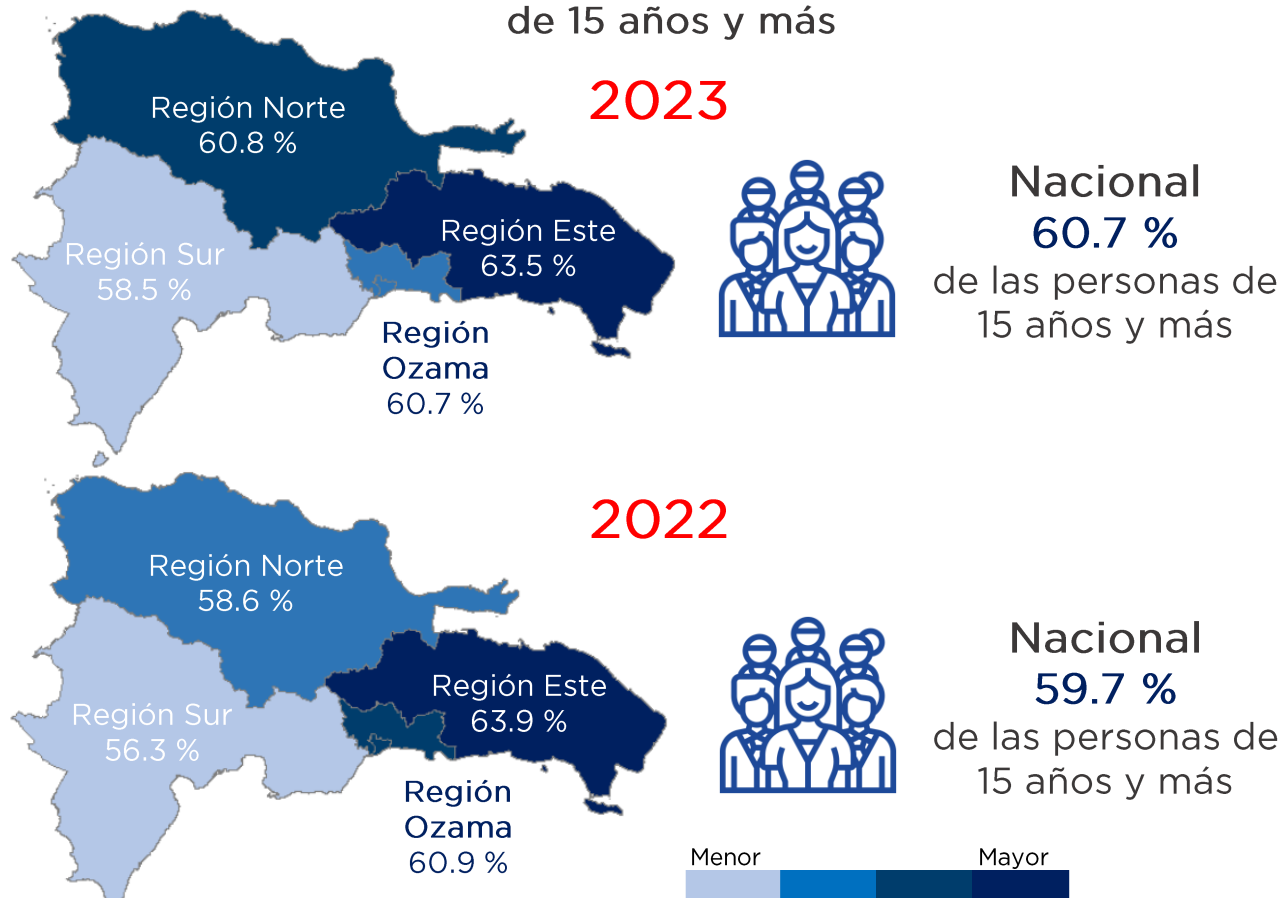 de 15 años y más
2023
Región Norte
60.8 %
Región Este
63.5 %
Región Sur
58.5 %
Región
Ozama
60.7 %
Nacional
60.7 %
de las personas de
15 años y más
2022
Región Norte
58.6 %
Región Este
63.9 %
Región Sur
56.3 %
Región
Ozama
60.9 %
Nacional
59.7 %
de las personas de
15 años y más
Menor
Mayor